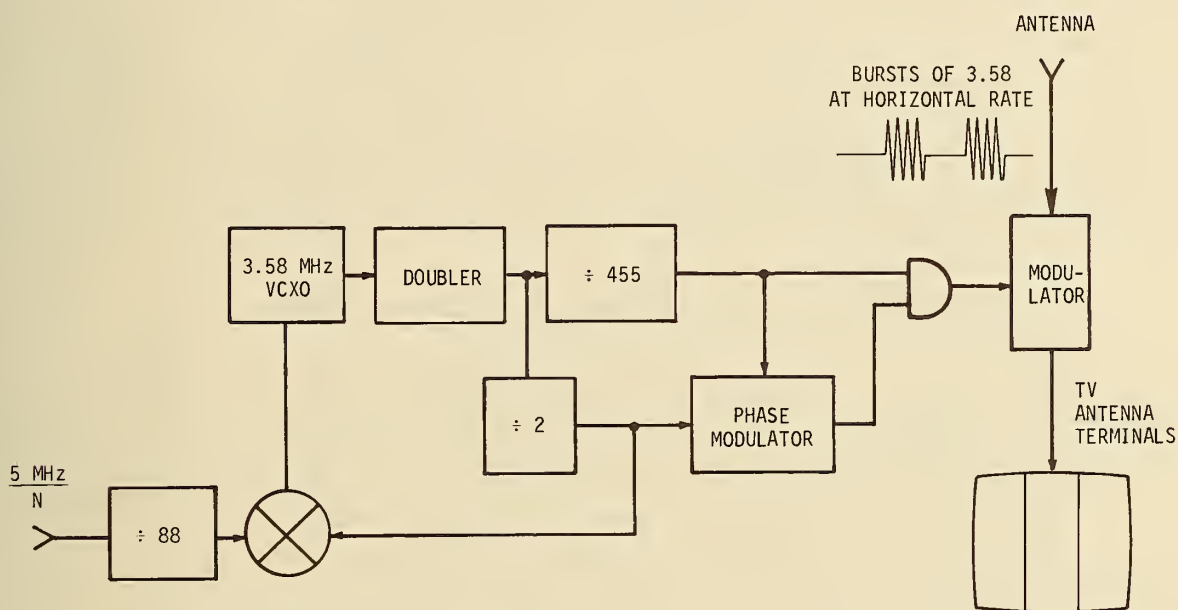 ANTENNA
BURSTS OF 3.58
AT HORIZONTAL RATE
3.58 MHz
VCXO
DOUBLER
÷ 455
MODU-
LATOR
÷ 2
PHASE
MODULATOR
TV
ANTENNA
TERMINALS
5 MHz
N
÷ 88